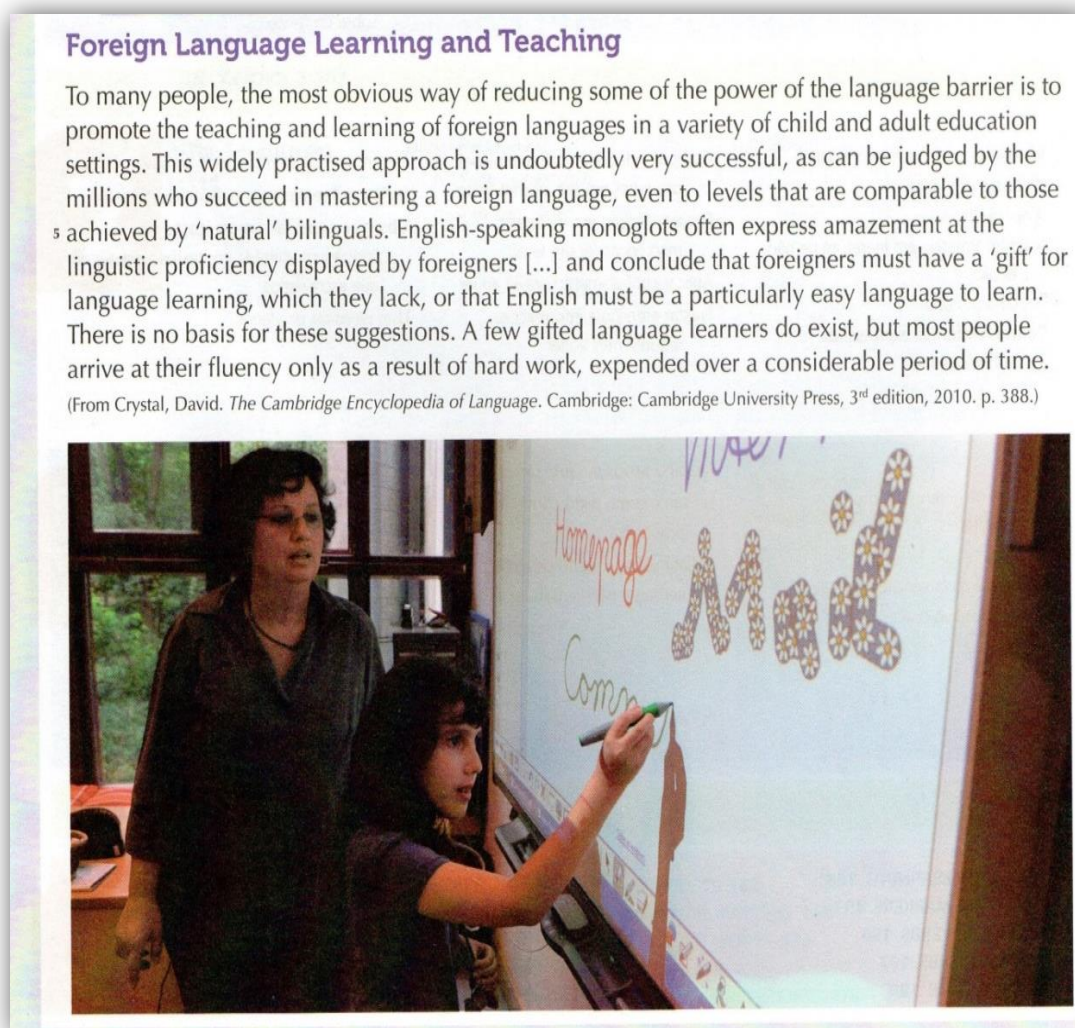 Foreign Language Learning and Teaching
To many people, the most obvious way of reducing some of the power of the language barrier is to
promote the teaching and learning of foreign languages in a variety of child and adult education
settings. This widely practised approach is undoubtedly very successful, as can be judged by the
millions who succeed in mastering a foreign language, even to levels that are comparable to those
5 achieved by ‘natural’ bilinguals. English-speaking monoglots often express amazement at the
linguistic proficiency displayed by foreigners [...] and conclude that foreigners must have a ‘gift’ for
language learning, which they lack, or that English must be a particularly easy language to learn.
There is no basis for these suggestions. A few gifted language learners do exist, but most people
arrive at their fluency only as a result of hard work, expended over a considerable period of time.
(From Crystal, David. The Cambridge Encyclopedia of Language. Cambridge: Cambridge University Press, 3rd edition, 2010. p. 388.)
Homepage
Mail
Comm